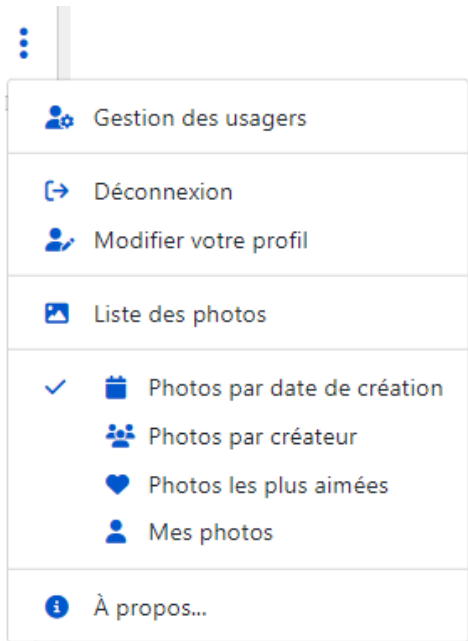 Gestion des usagers
Déconnexion
Modifier votre profil
Liste des photos
Photos par date de création
Photos par créateur
Photos les plus aimées
Mes photos
À propos...